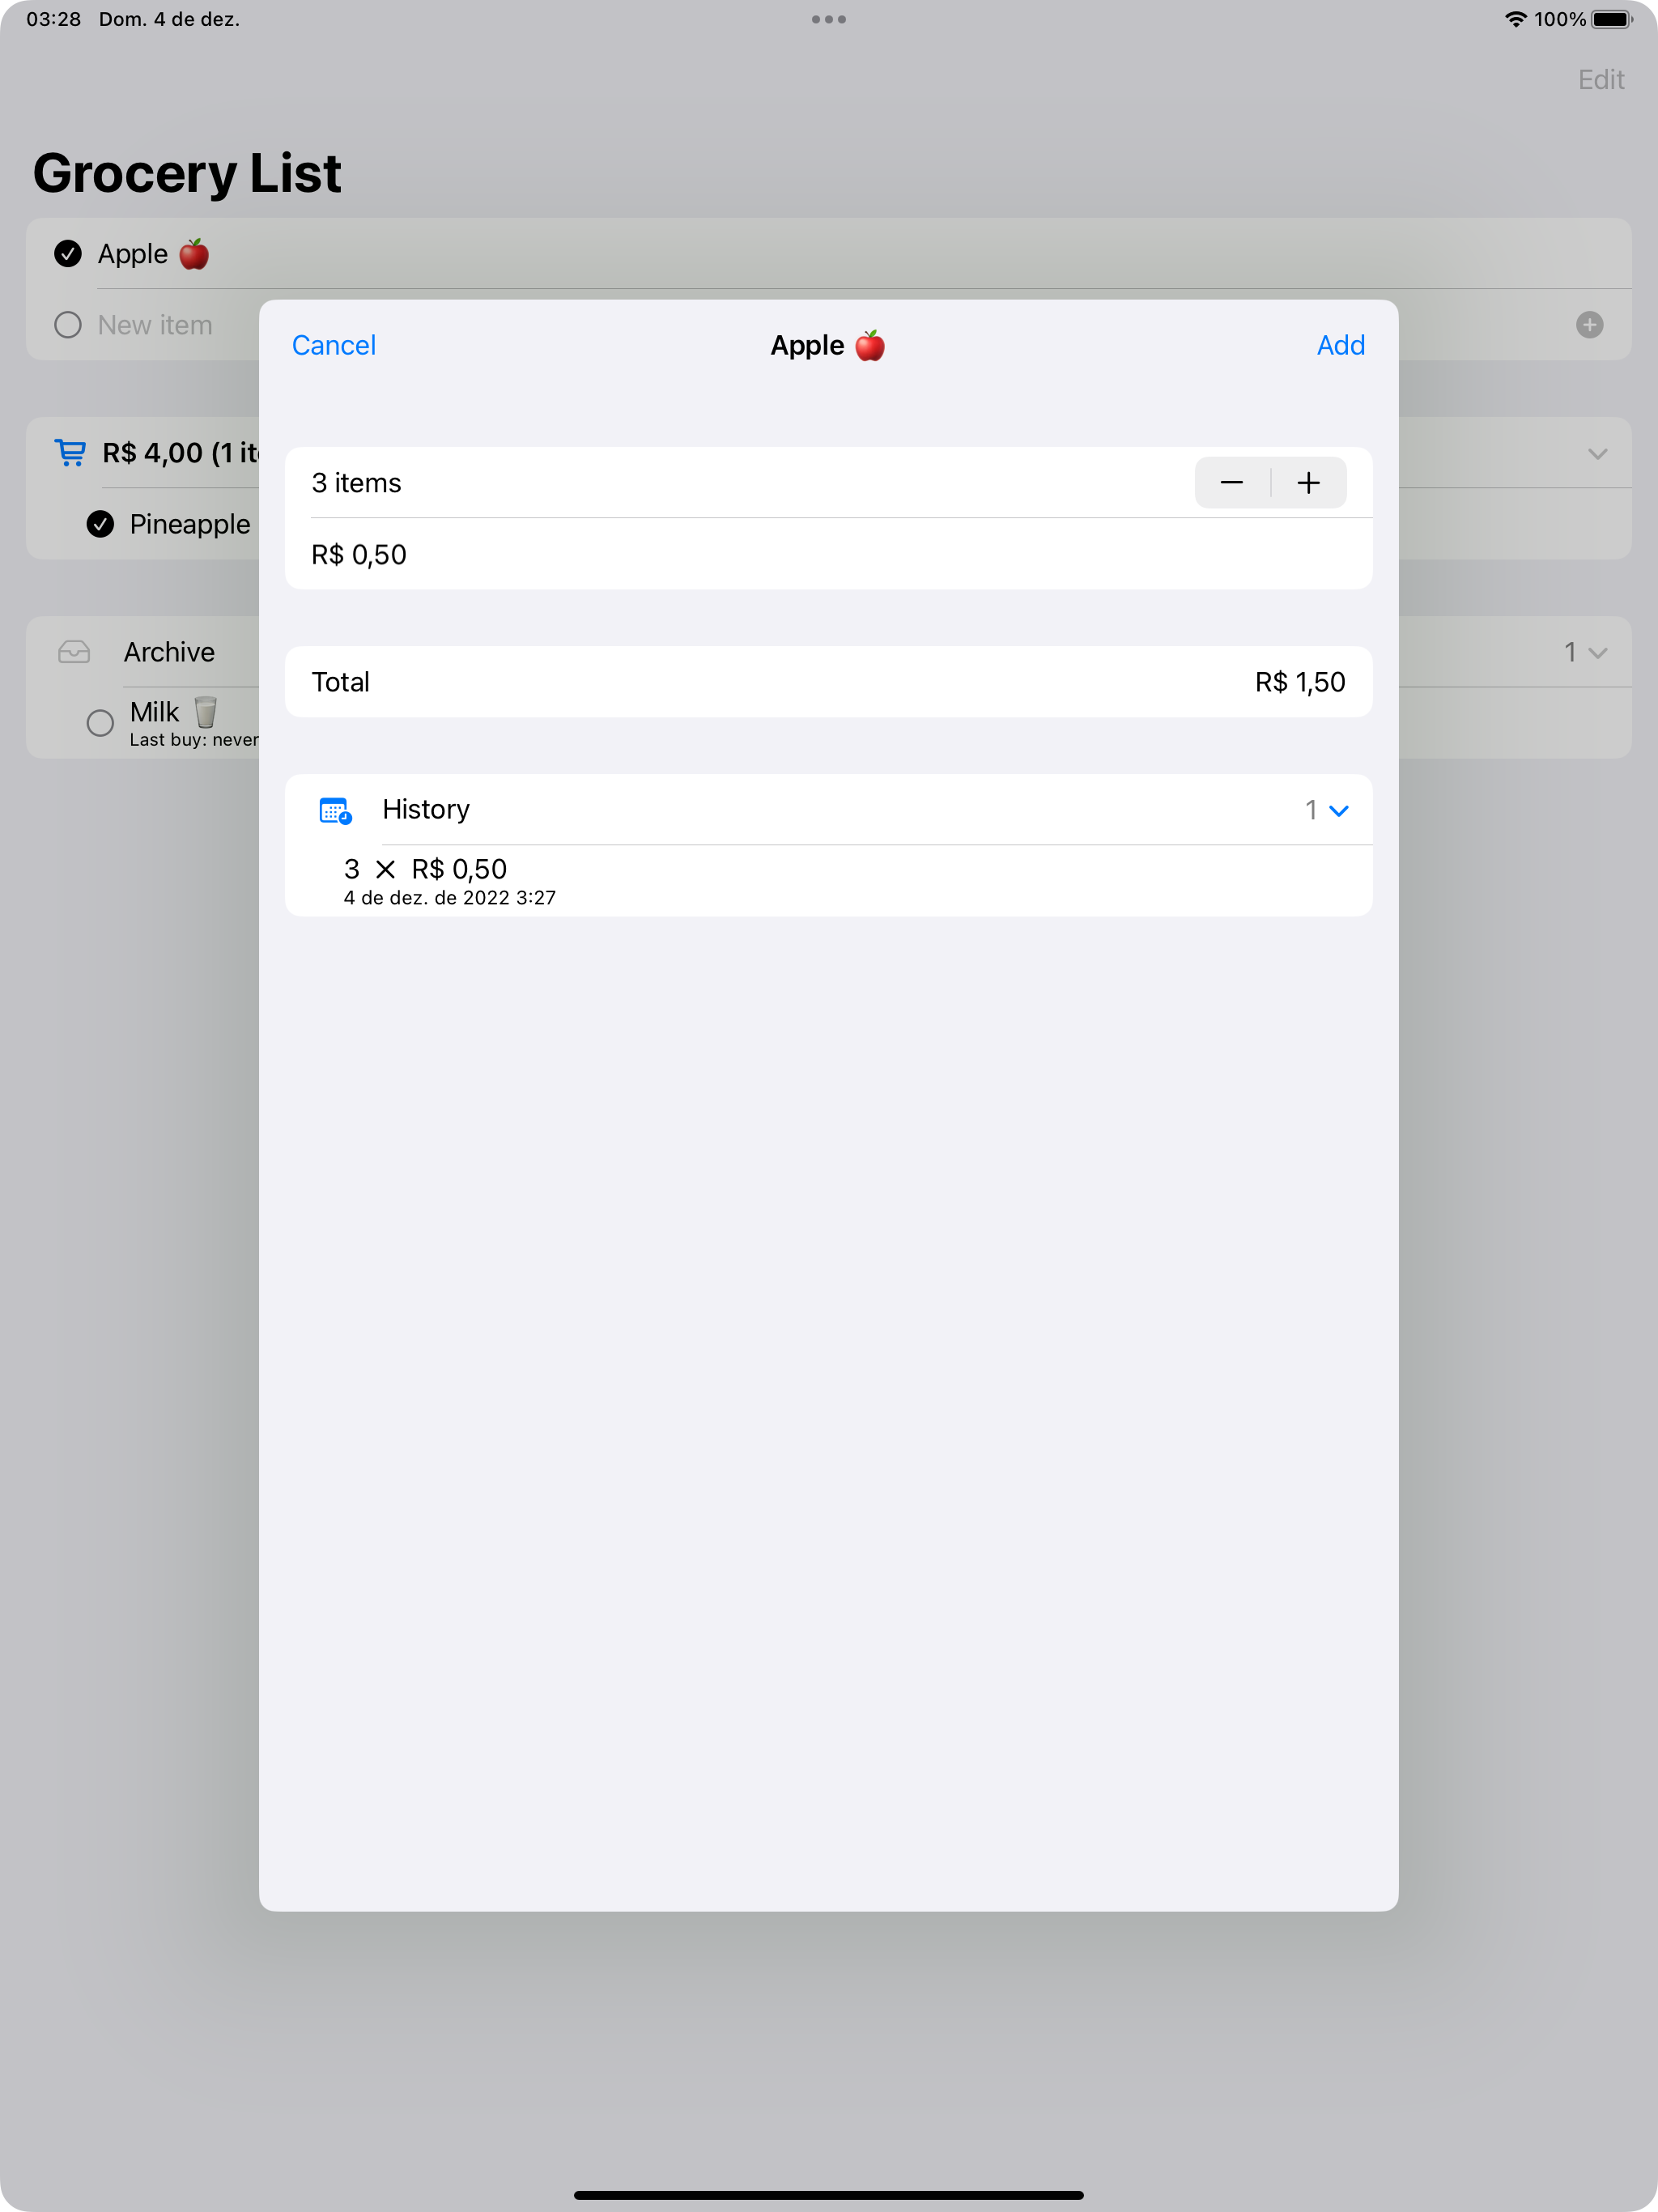 03:28 Dom. 4 de dez.
100%
Edit
Grocery List
Apple 🍎
New item
Cancel
Apple 🍎
Add
R$ 4,00 (1
3 items
Pineapple
R$ 0,50
Archive
1
Total
R$ 1,50
Milk 🥛
Last buy: never
History
1
3 × R$ 0,50
4 de dez. de 2022 3:27